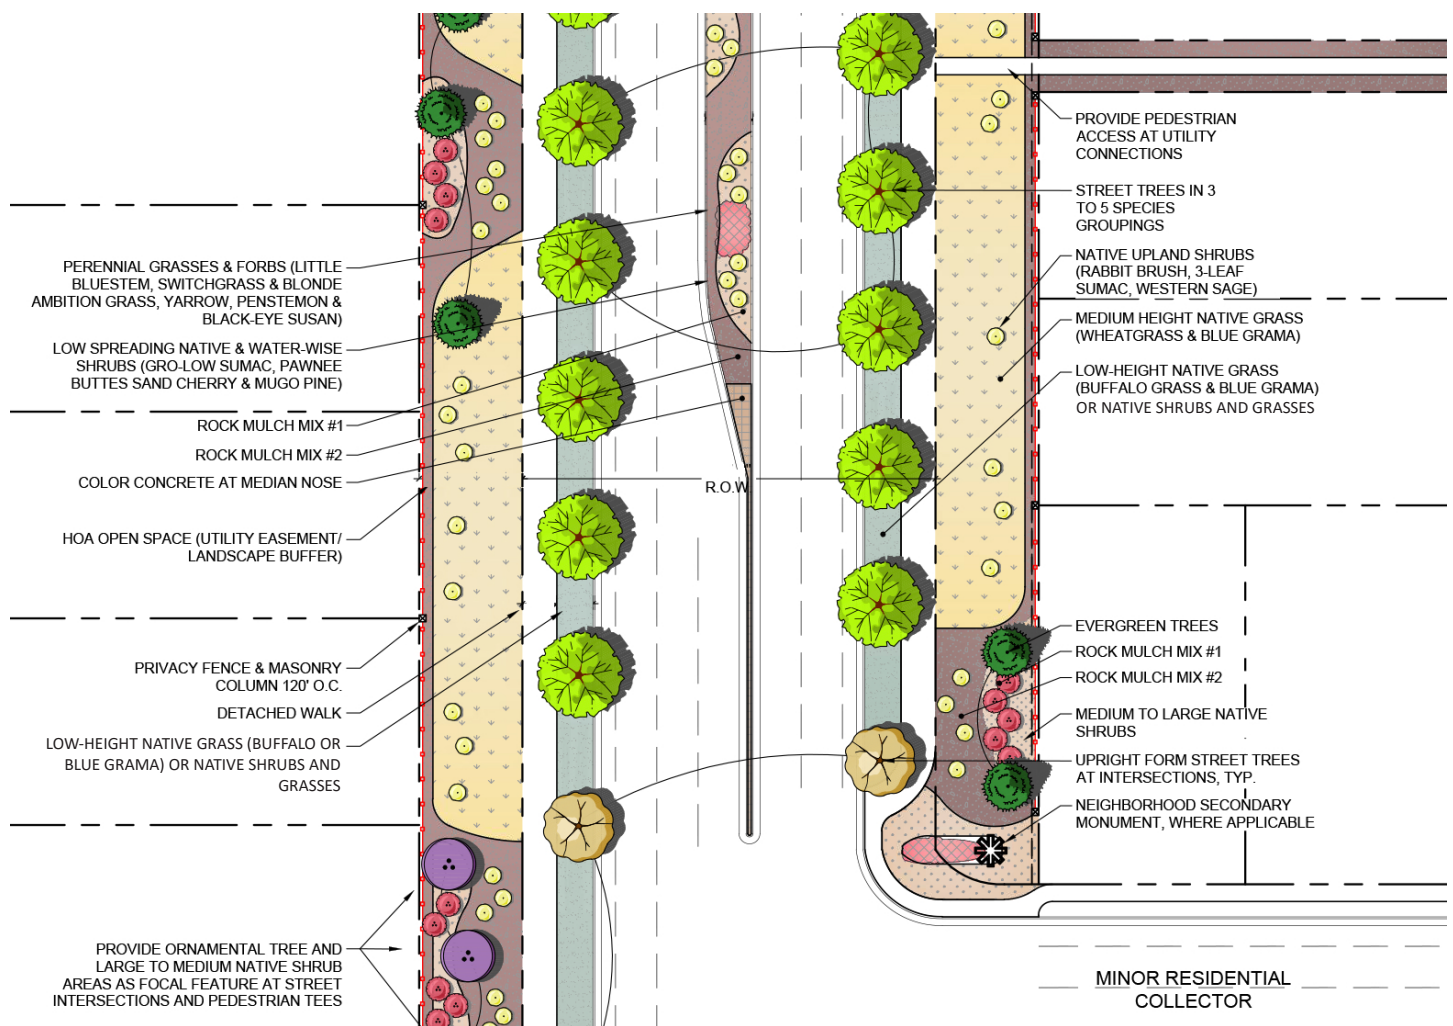 PERENNIAL GRASSES & FORBS (LITTLE
BLUESTEM, SWITCHGRASS & BLONDE
AMBITION GRASS, YARROW, PENSTEMON &
BLACK-EYE SUSAN)
LOW SPREADING NATIVE & WATER-WISE
SHRUBS (GRO-LOW SUMAC, PAWNEE
BUTTES SAND CHERRY & MUGO PINE)
ROCK MULCH MIX #1
ROCK MULCH MIX #2
COLOR CONCRETE AT MEDIAN NOSE
HOA OPEN SPACE (UTILITY EASEMENT/
LANDSCAPE BUFFER)
PRIVACY FENCE & MASONRY
COLUMN 120' O.C.
DETACHED WALK
LOW-HEIGHT NATIVE GRASS (BUFFALO OR
BLUE GRAMA) OR NATIVE SHRUBS AND
GRASSES
PROVIDE ORNAMENTAL TREE AND
LARGE TO MEDIUM NATIVE SHRUB
AREAS AS FOCAL FEATURE AT STREET
INTERSECTIONS AND PEDESTRIAN TEES
R.O.W.
PROVIDE PEDESTRIAN
ACCESS AT UTILITY
CONNECTIONS
STREET TREES IN 3
TO 5 SPECIES
GROUPINGS
NATIVE UPLAND SHRUBS
(RABBIT BRUSH, 3-LEAF
SUMAC, WESTERN SAGE)
MEDIUM HEIGHT NATIVE GRASS
(WHEATGRASS & BLUE GRAMA)
LOW-HEIGHT NATIVE GRASS
(BUFFALO GRASS & BLUE GRAMA)
OR NATIVE SHRUBS AND GRASSES
EVERGREEN TREES
ROCK MULCH MIX #1
ROCK MULCH MIX #2
MEDIUM TO LARGE NATIVE
SHRUBS
UPRIGHT FORM STREET TREES
AT INTERSECTIONS, TYP.
NEIGHBORHOOD SECONDARY
MONUMENT, WHERE APPLICABLE
MINOR RESIDENTIAL
COLLECTOR